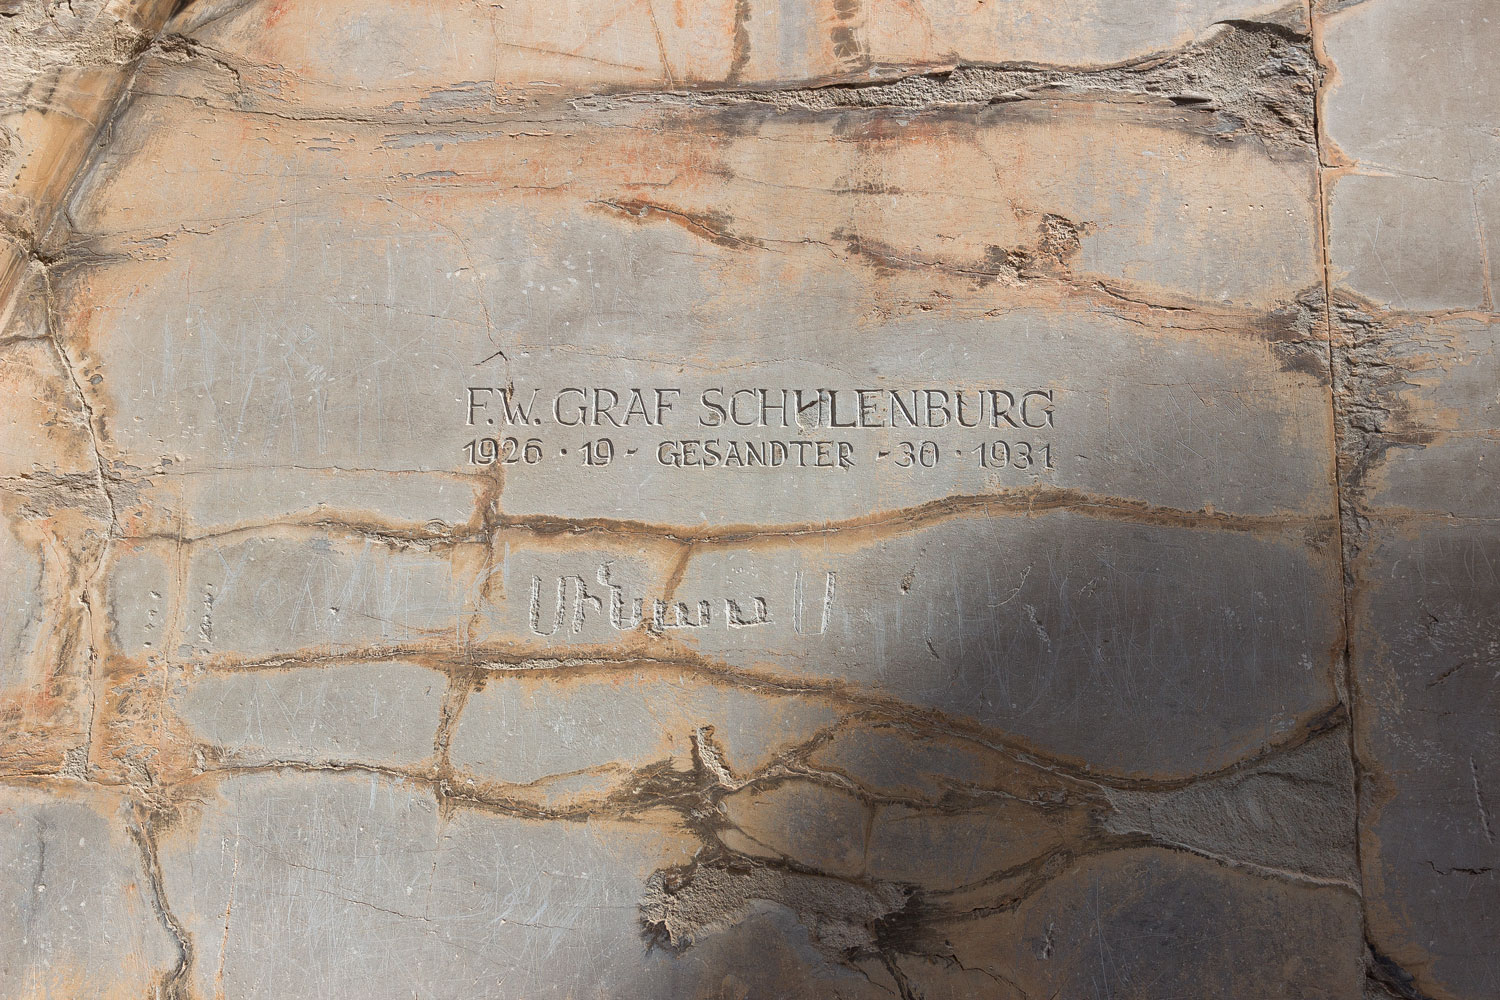 F.W. GRAF SCHULENBURG
1926 · 19 - GESANDTER - 30 · 1931